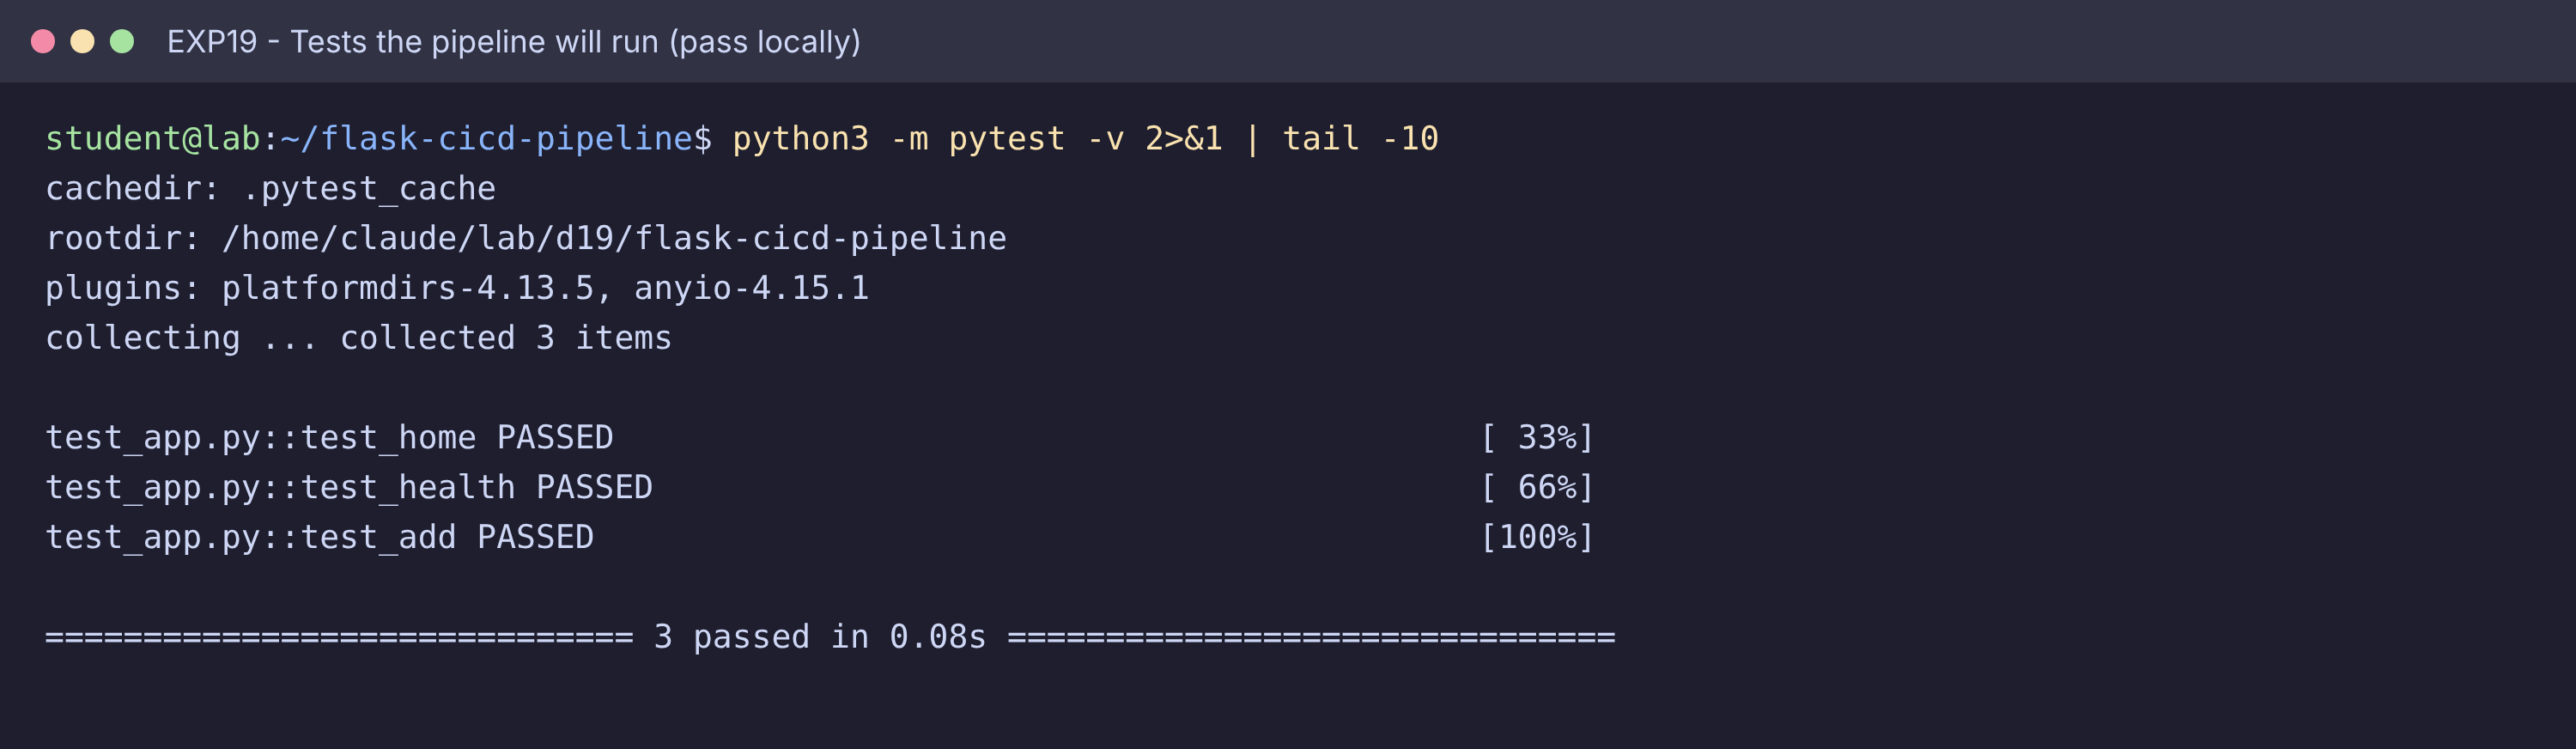 EXP19 - Tests the pipeline will run (pass locally)
student@lab:~/flask-cicd-pipeline$ python3 -m pytest -v 2>&1 | tail -10
cachedir: .pytest_cache
rootdir: /home/claude/lab/d19/flask-cicd-pipeline
plugins: platformdirs-4.13.5, anyio-4.15.1
collecting ... collected 3 items
test_app.py::test_home PASSED [ 33%]
test_app.py::test_health PASSED [ 66%]
test_app.py::test_add PASSED [100%]
============================== 3 passed in 0.08s ===============================